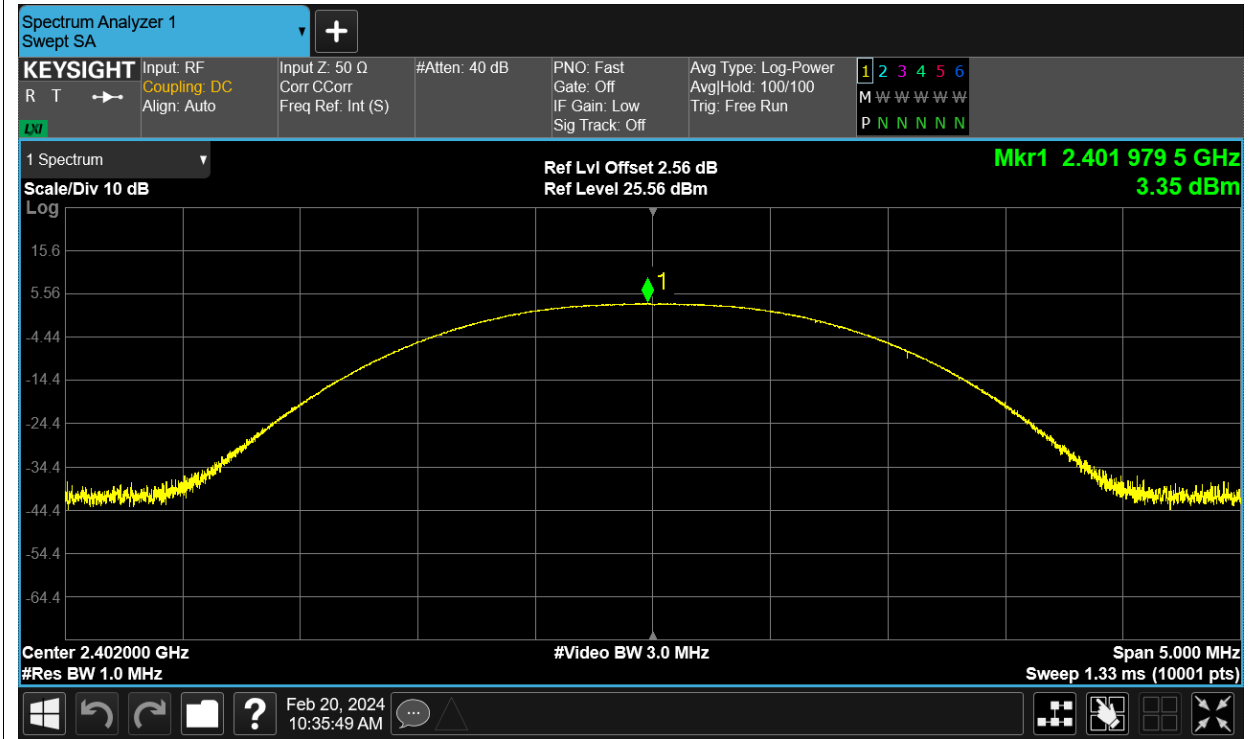 Spectrum Analyzer 1
Swept SA
KEYSIGHT
R T
LXI
Input: RF
Coupling: DC
Align: Auto
Input Z: 50 Ω
Corr CCorr
Freq Ref: Int (S)
#Atten: 40 dB
PNO: Fast
Gate: Off
IF Gain: Low
Sig Track: Off
Avg Type: Log-Power
Avg|Hold: 100/100
Trig: Free Run
1 2 3 4 5 6
M W W W W W
P N N N N N
1 Spectrum
Scale/Div 10 dB
Log
Ref Lvl Offset 2.56 dB
Ref Level 25.56 dBm
Mkr1 2.401 979 5 GHz
3.35 dBm
15.6
5.56
-4.44
-14.4
-24.4
-34.4
-44.4
-54.4
-64.4
1
Center 2.402000 GHz
#Res BW 1.0 MHz
#Video BW 3.0 MHz
Span 5.000 MHz
Sweep 1.33 ms (10001 pts)
?
Feb 20, 2024
10:35:49 AM